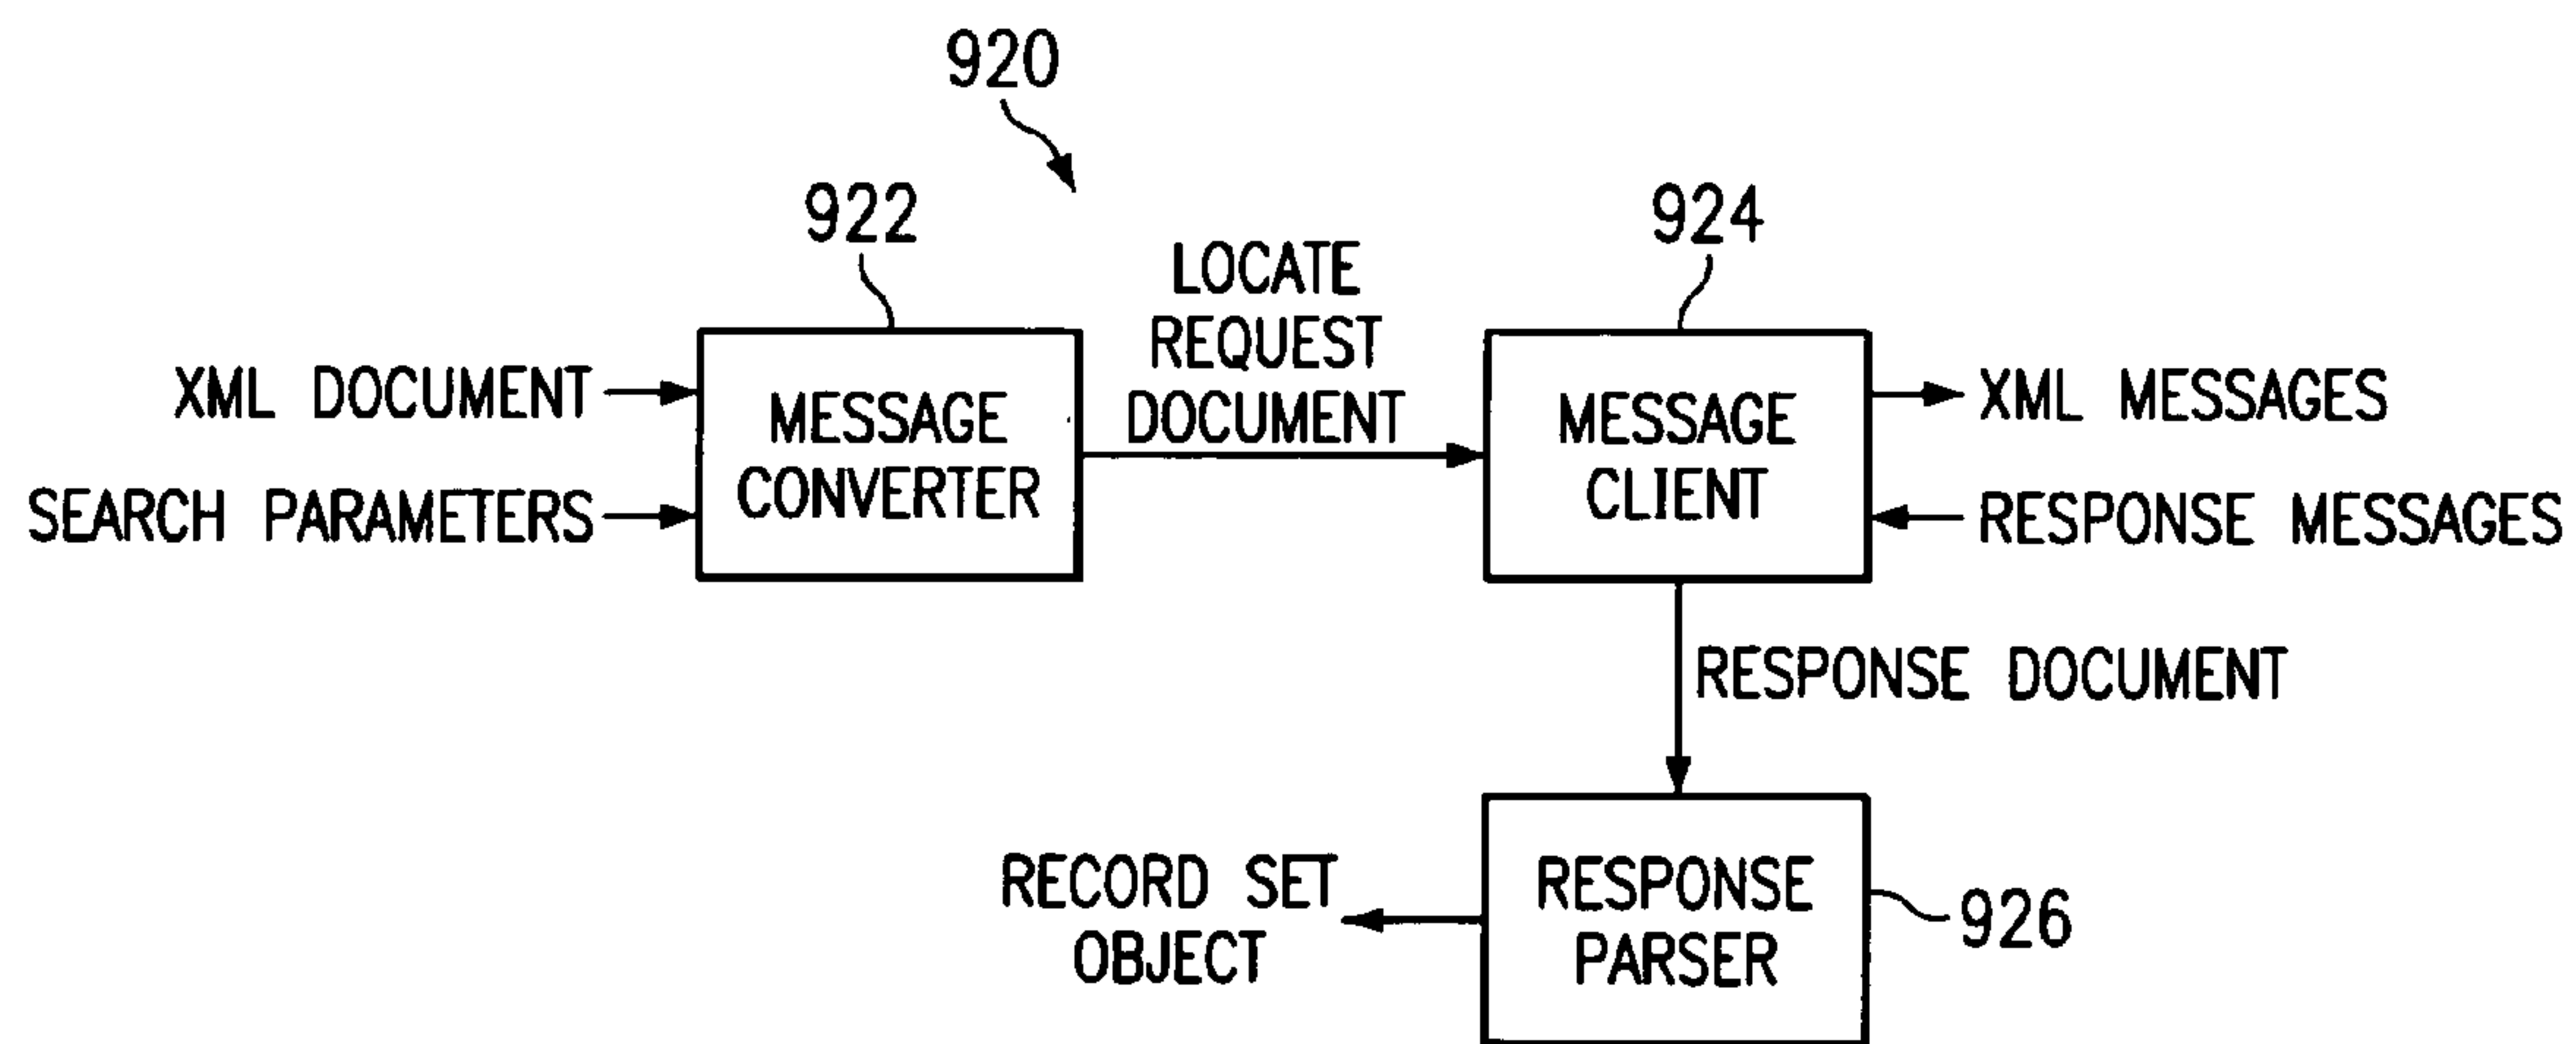 920
922
924
LOCATE
REQUEST
DOCUMENT
XML DOCUMENT
SEARCH PARAMETERS
MESSAGE
CONVERTER
MESSAGE
CLIENT
XML MESSAGES
RESPONSE MESSAGES
RESPONSE DOCUMENT
RECORD SET
OBJECT
RESPONSE
PARSER
926